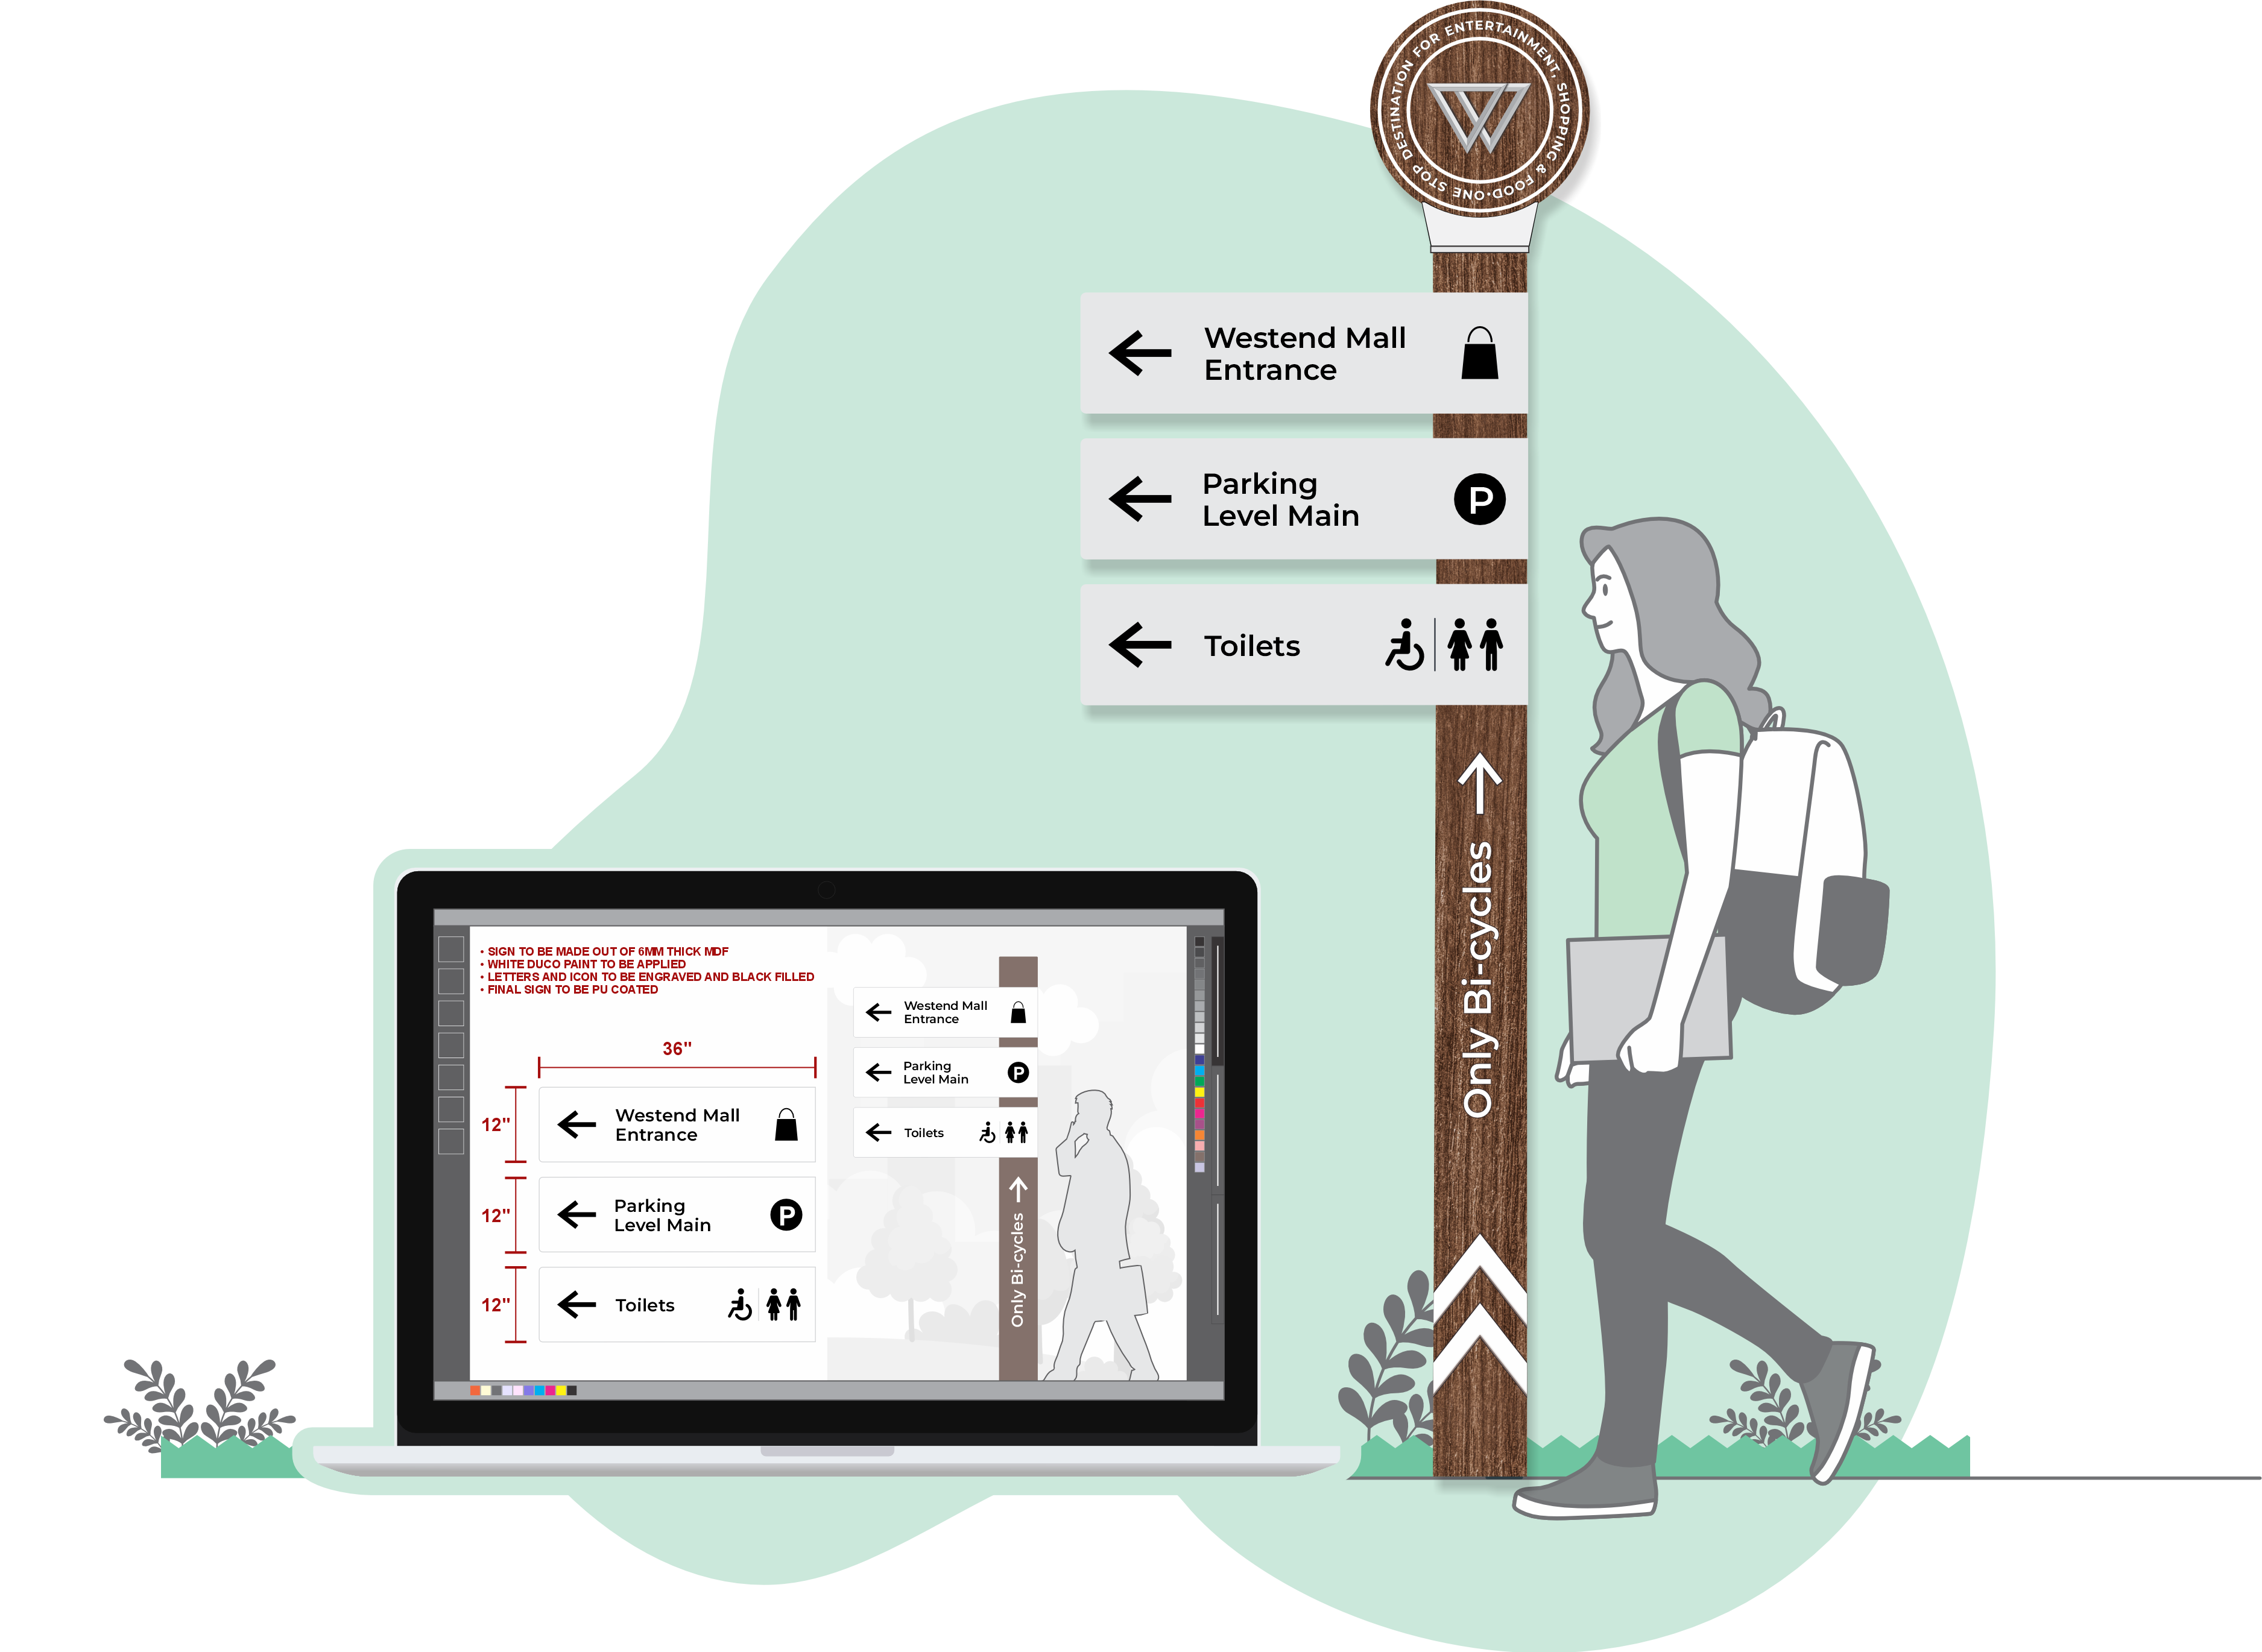 ONE STOP DESTINATION FOR ENTERTAINMENT, SHOPPPING & FOOD•
W
Westend Mall
Entrance
Parking
Level Main
P
Toilets
Only Bi-cycles
• SIGN TO BE MADE OUT OF 6MM THICK MDF
• WHITE DUCO PAINT TO BE APPLIED
• LETTERS AND ICON TO BE ENGRAVED AND BLACK FILLED
• FINAL SIGN TO BE PU COATED
36"
12"
Westend Mall
Entrance
12"
Parking
Level Main
P
12"
Toilets
Westend Mall
Entrance
Parking
Level Main
P
Toilets
Only Bi-cycles